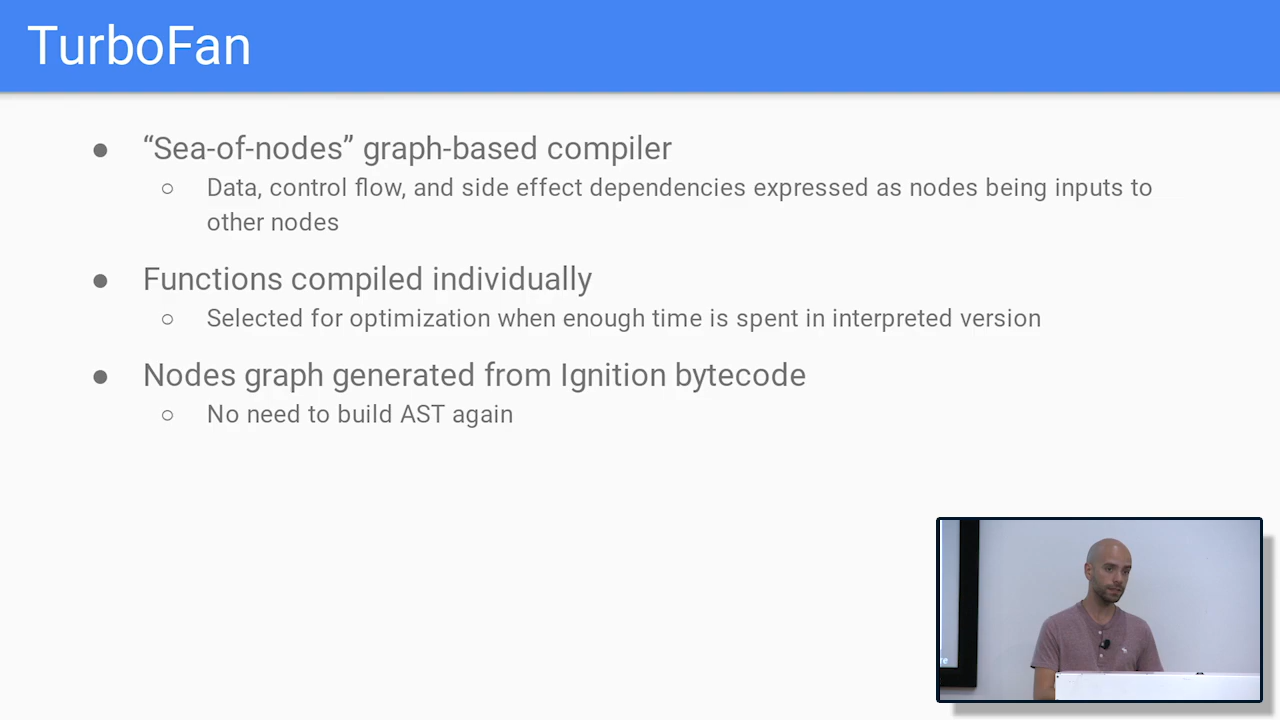 TurboFan
● “Sea-of-nodes” graph-based compiler
○ Data, control flow, and side effect dependencies expressed as nodes being inputs to
other nodes
● Functions compiled individually
○ Selected for optimization when enough time is spent in interpreted version
● Nodes graph generated from Ignition bytecode
○ No need to build AST again